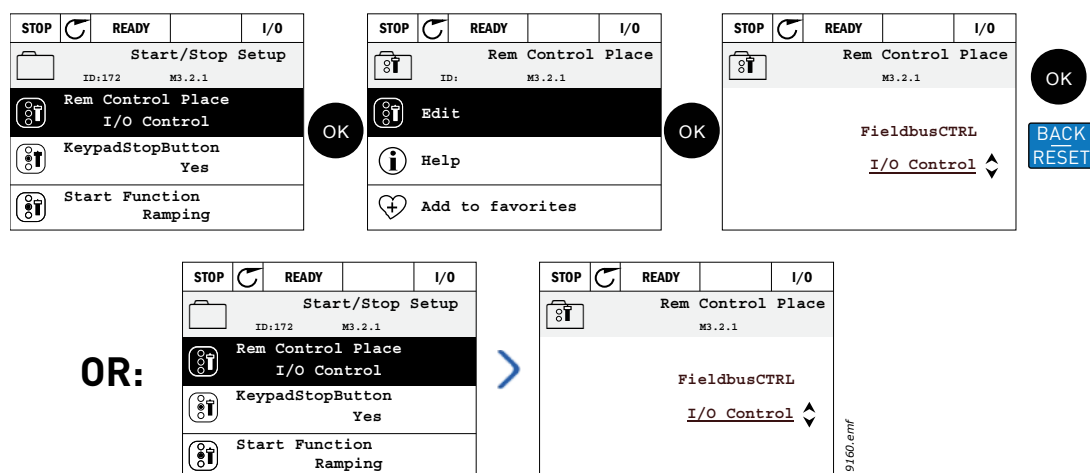 STOP READY I/O
Start/Stop Setup
ID:172 M3.2.1
Rem Control Place
I/O Control
KeypadStopButton
Yes
Start Function
Ramping
OK
STOP READY I/O
Rem Control Place
ID: M3.2.1
Edit
Help
Add to favorites
OK
STOP READY I/O
Rem Control Place
M3.2.1
FieldbusCTRL
I/O Control
OK
BACK
RESET
OR:
STOP READY I/O
Start/Stop Setup
ID:172 M3.2.1
Rem Control Place
I/O Control
KeypadStopButton
Yes
Start Function
Ramping
STOP READY I/O
Rem Control Place
M3.2.1
FieldbusCTRL
I/O Control
9160.emf